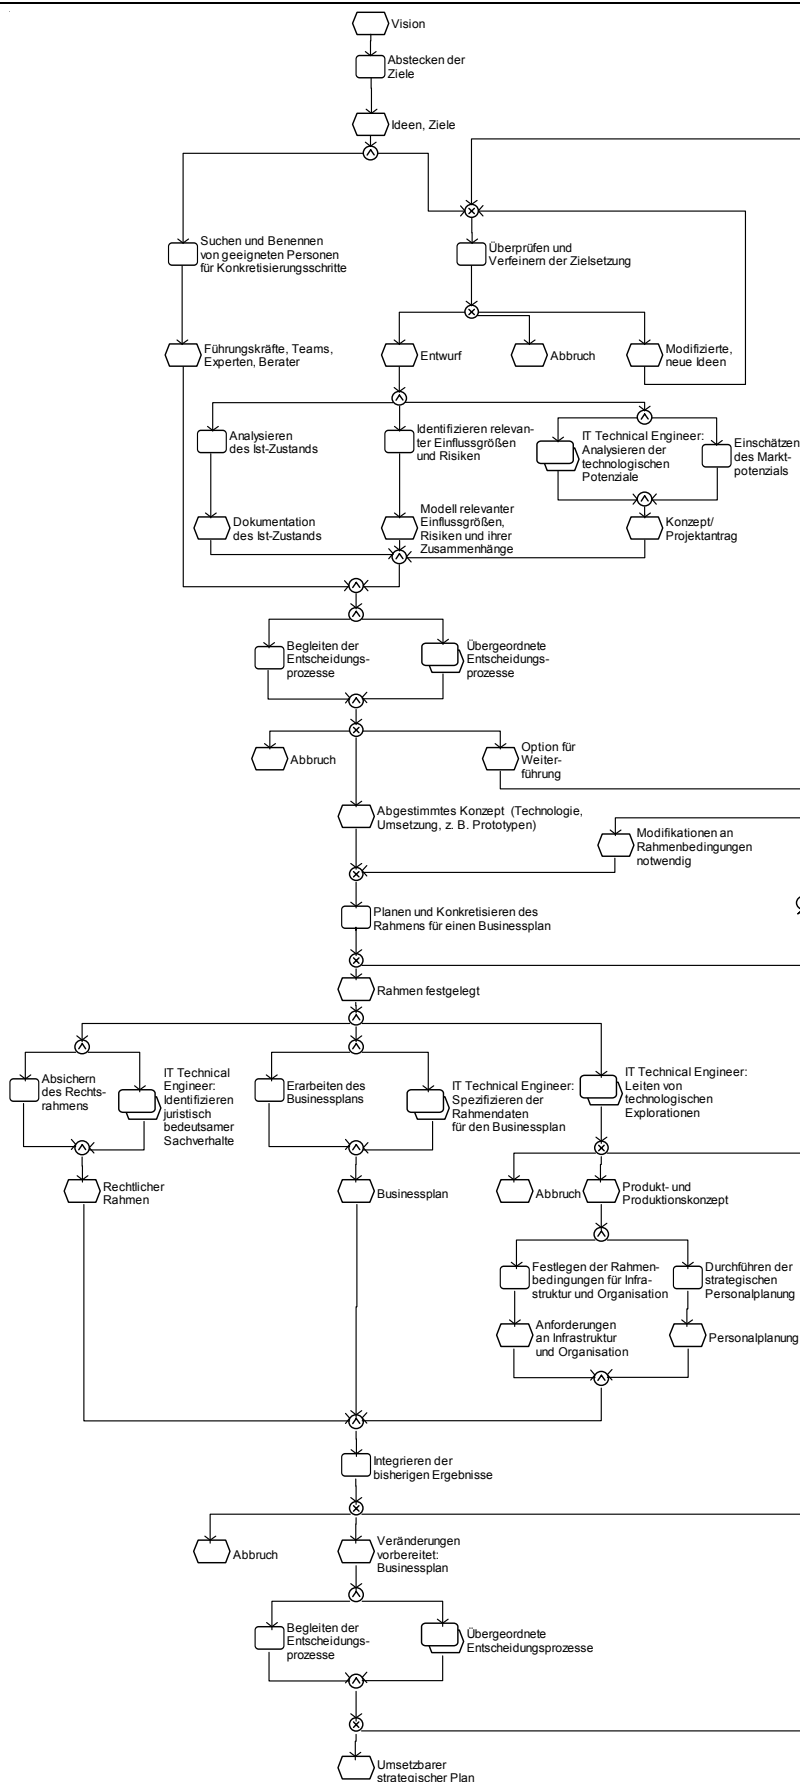 Vision
Abstecken der
Ziele
Ideen, Ziele
Suchen und Benennen
von geeigneten Personen
für Konkretisierungsschritte
Überprüfen und
Verfeinern der Zielsetzung
Führungskräfte, Teams,
Experten, Berater
Entwurf
Abbruch
Modifizierte,
neue Ideen
Analysieren
des Ist-Zustands
Identifizieren relevan-
ter Einflussgrößen
und Risiken
IT Technical Engineer:
Analysieren der
technologischen
Potenziale
Einschätzen
des Markt-
potenzials
Dokumentation
des Ist-Zustands
Modell relevanter
Einflussgrößen,
Risiken und ihrer
Zusammenhänge
Konzept/
Projektantrag
Begleiten der
Entscheidungs-
prozesse
Übergeordnete
Entscheidungs-
prozesse
Abbruch
Option für
Weiter-
führung
Abgestimmtes Konzept (Technologie,
Umsetzung, z. B. Prototypen)
Modifikationen an
Rahmenbedingungen
notwendig
Planen und Konkretisieren des
Rahmens für einen Businessplan
Rahmen festgelegt
Absichern
des Rechts-
rahmens
IT Technical
Engineer:
Identifizieren
juristisch
bedeutsamer
Sachverhalte
Erarbeiten des
Businessplans
IT Technical Engineer:
Spezifizieren der
Rahmendaten
für den Businessplan
IT Technical Engineer:
Leiten von
technologischen
Explorationen
Rechtlicher
Rahmen
Businessplan
Abbruch
Produkt- und
Produktionskonzept
Festlegen der Rahmen-
bedingungen für Infra-
struktur und Organisation
Durchführen der
strategischen
Personalplanung
Anforderungen
an Infrastruktur
und Organisation
Personalplanung
Integrieren der
bisherigen Ergebnisse
Abbruch
Veränderungen
vorbereitet:
Businessplan
Begleiten der
Entscheidungs-
prozesse
Übergeordnete
Entscheidungsprozesse
Umsetzbarer
strategischer Plan